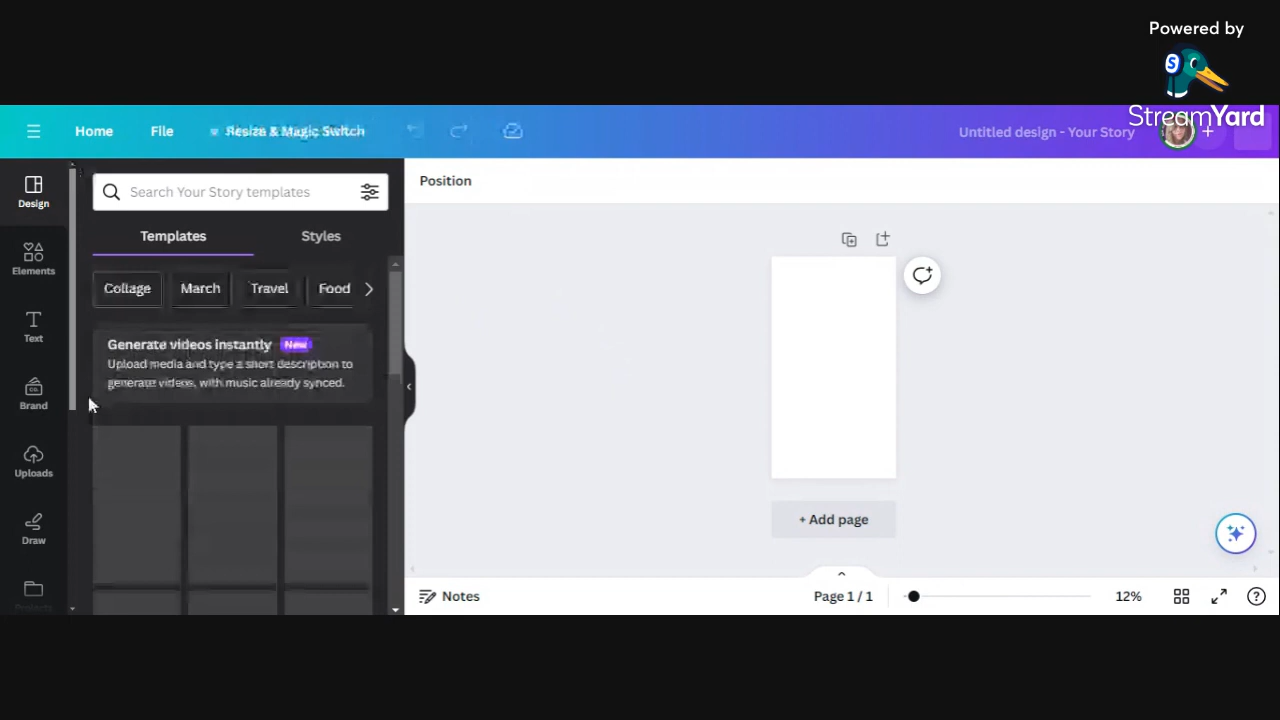 Powered by
StreamYard
Home
File
Resize & Magic Switch
Untitled design - Your Story
Design
Elements
Text
Brand
Uploads
Draw
Projects
Search Your Story templates
Templates
Styles
Collage
March
Travel
Food
Generate videos instantly
New
Upload media and type a short description to
generate videos, with music already synced.
Position
+ Add page
Notes
Page 1 / 1
12%